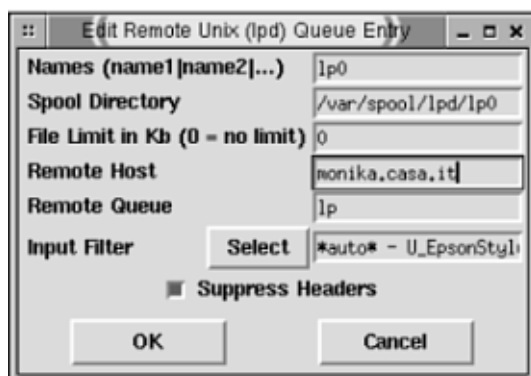 Edit Remote Unix (lpd) Queue Entry
Names (name1|name2|...) lp0
Spool Directory /var/spool/lpd/lp0
File Limit in Kb (0 = no limit) 0
Remote Host monika.casa.it
Remote Queue lp
Input Filter Select *auto* - U_EpsonStyl
Suppress Headers
OK Cancel